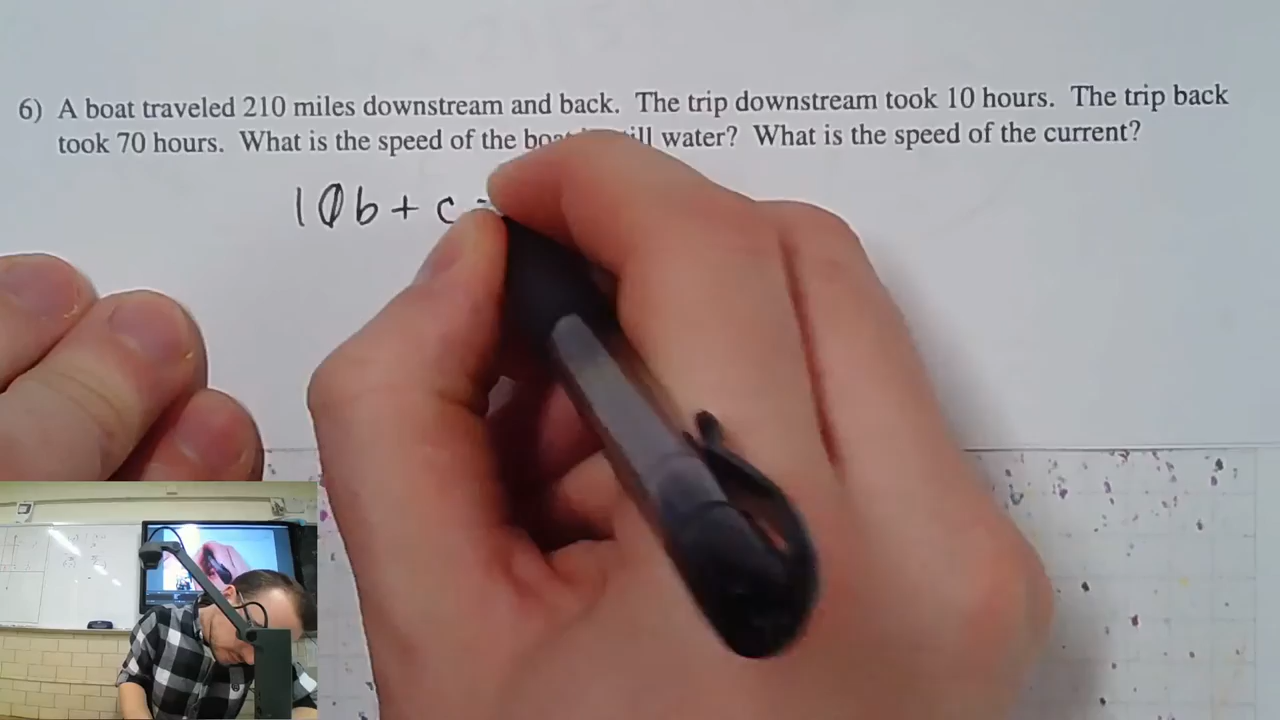 6) A boat traveled 210 miles downstream and back. The trip downstream took 10 hours. The trip back
took 70 hours. What is the speed of the water? What is the speed of the current?
10b + c